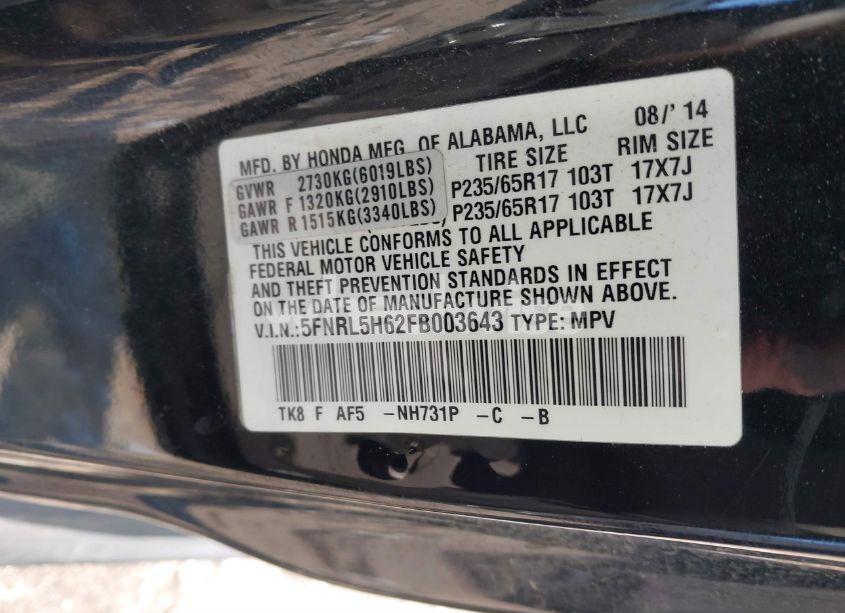 MFD. BY HONDA MFG. OF ALABAMA, LLC 08/' 14
TIRE SIZE RIM SIZE
GVWR 2730KG(6019LBS)
GAWR F 1320KG(2910LBS) P235/65R17 103T 17X7J
GAWR R 1515KG(3340LBS) P235/65R17 103T 17X7J
THIS VEHICLE CONFORMS TO ALL APPLICABLE
FEDERAL MOTOR VEHICLE SAFETY
AND THEFT PREVENTION STANDARDS IN EFFECT
ON THE DATE OF MANUFACTURE SHOWN ABOVE.
V.I.N.:5FNRL5H62FB003643 TYPE: MPV
TK8 F AF5 -NH731P -C -B